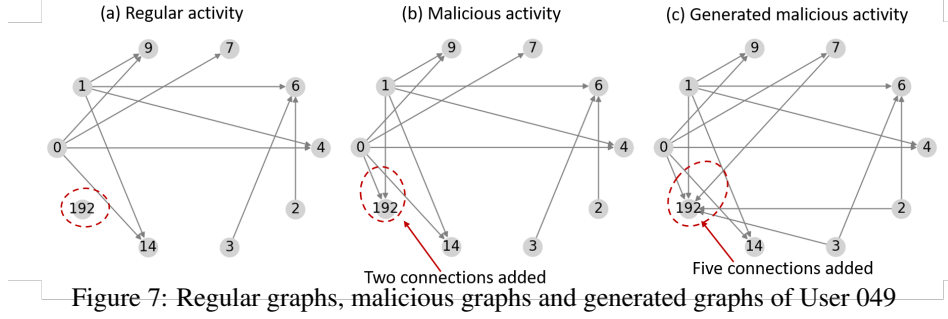 (a) Regular activity (b) Malicious activity (c) Generated malicious activity
9 7 9 7 9 7
1 6 1 6 1 6
0 4 0 4 0 4
192 2 192 2 192 2
14 3 14 3 14 3
Two connections added Five connections added
Figure 7: Regular graphs, malicious graphs and generated graphs of User 049